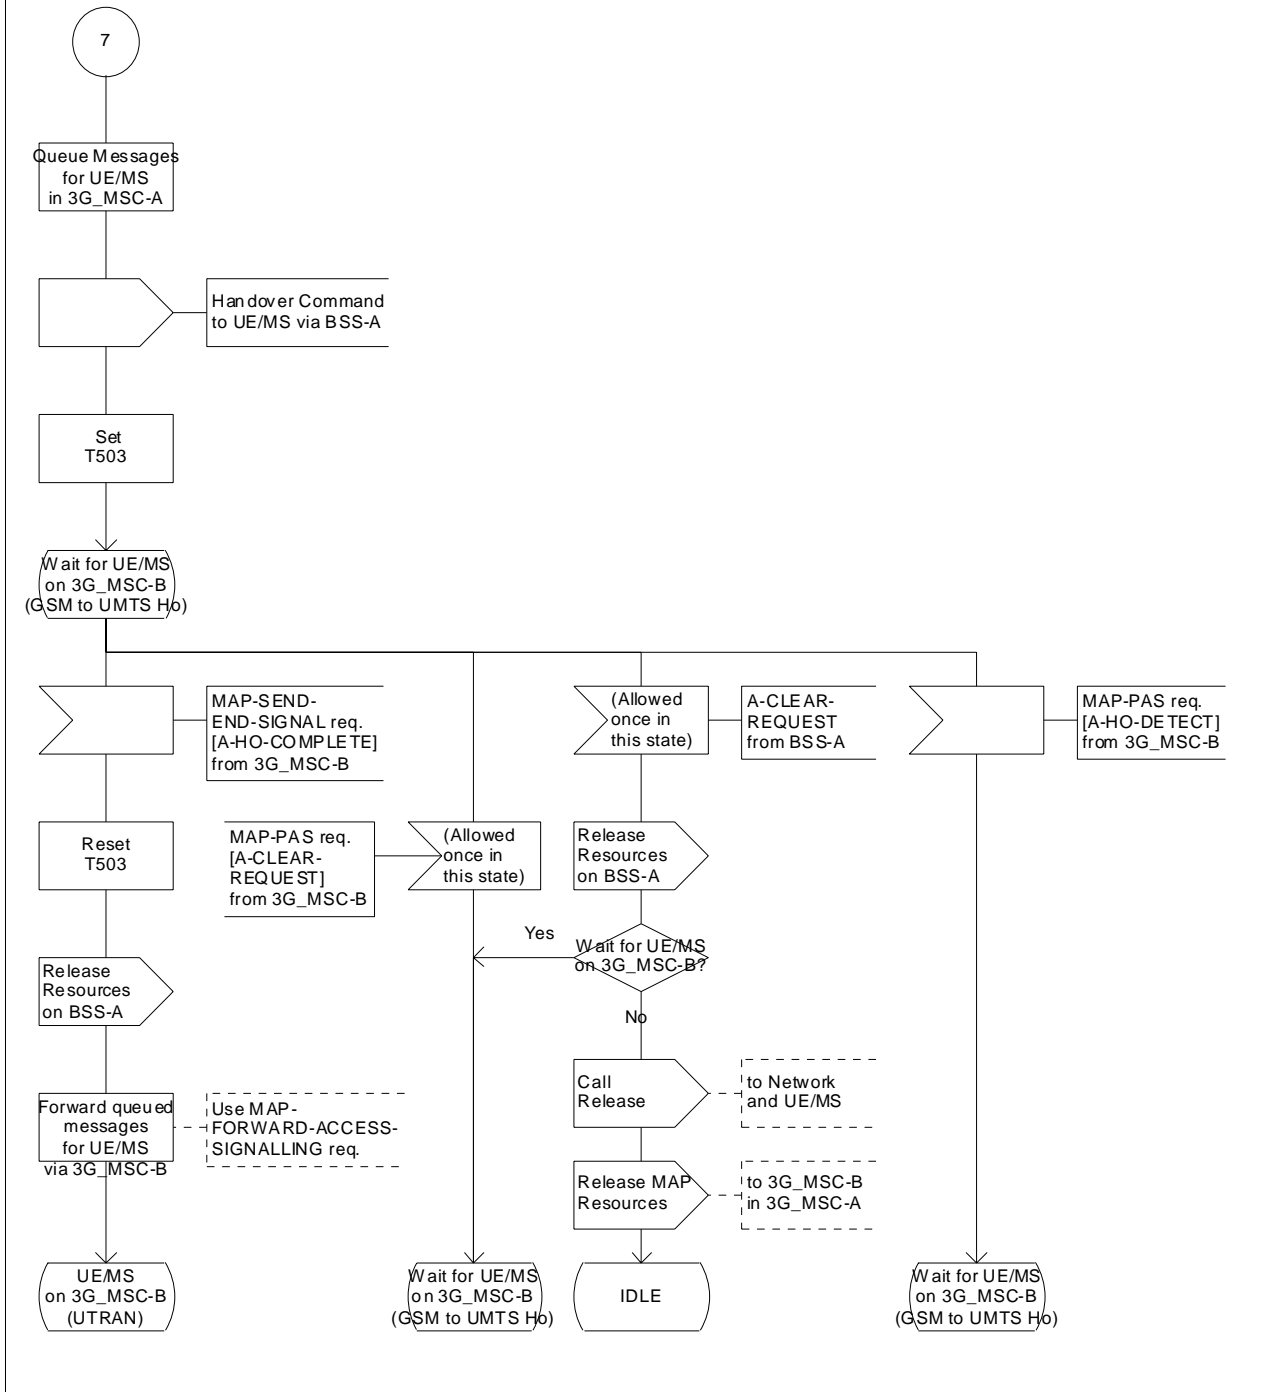 7
Queue Messages
for UE/MS
in 3G_MSC-A
Handover Command
to UE/MS via BSS-A
Set
T503
Wait for UE/MS
on 3G_MSC-B
(GSM to UMTS Ho)
MAP-SEND-
END-SIGNAL req.
[A-HO-COMPLETE]
from 3G_MSC-B
(Allowed
once in
this state)
A-CLEAR-
REQUEST
from BSS-A
MAP-PAS req.
[A-HO-DETECT]
from 3G_MSC-B
Reset
T503
MAP-PAS req.
[A-CLEAR-
REQUEST]
from 3G_MSC-B
(Allowed
once in
this state)
Release
Resources
on BSS-A
Yes
Wait for UE/MS
on 3G_MSC-B?
No
Release
Resources
on BSS-A
Call
Release
to Network
and UE/MS
Forward queued
messages
for UE/MS
via 3G_MSC-B
Use MAP-
FORWARD-ACCESS-
SIGNALLING req.
Release MAP
Resources
to 3G_MSC-B
in 3G_MSC-A
UE/MS
on 3G_MSC-B
(UTRAN)
Wait for UE/MS
on 3G_MSC-B
(GSM to UMTS Ho)
IDLE
Wait for UE/MS
on 3G_MSC-B
(GSM to UMTS Ho)